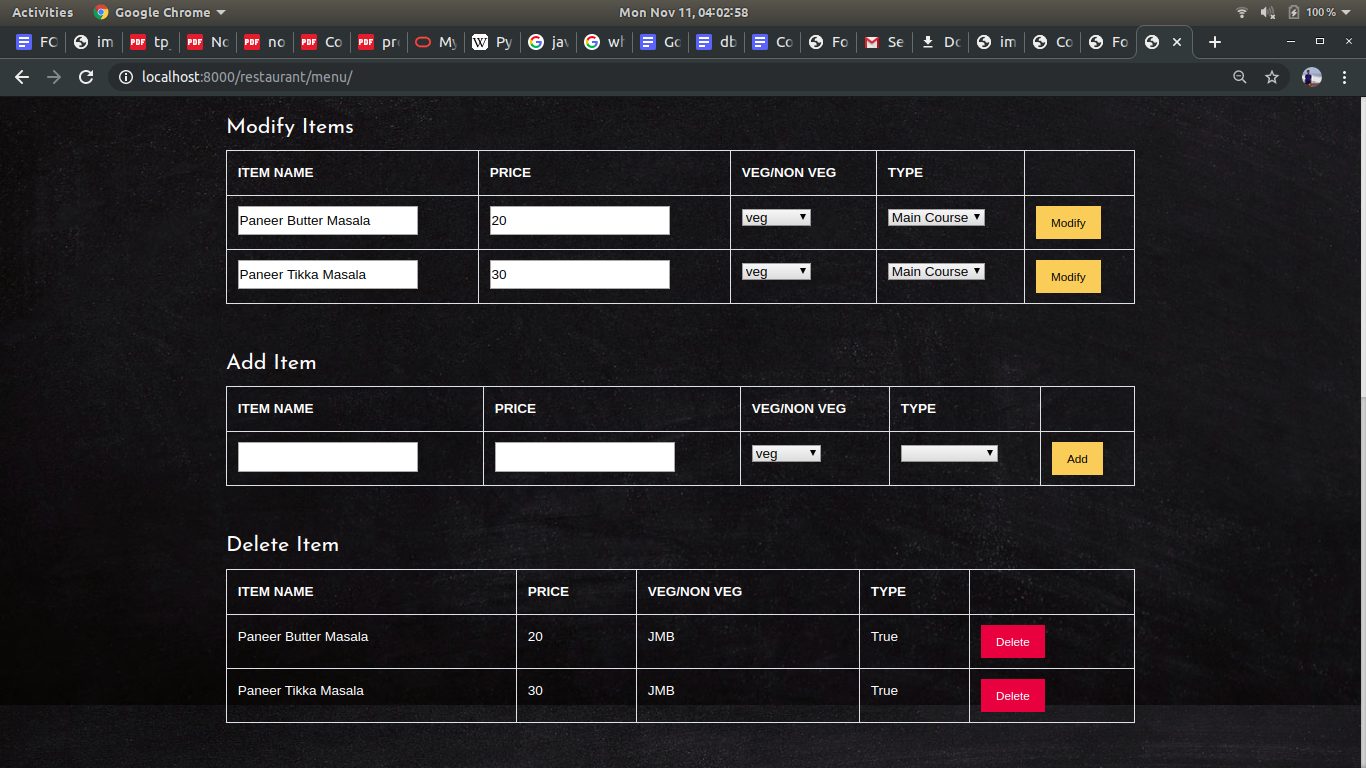 Activities Google Chrome Mon Nov 11, 04:02:58 100 %
FO im tp_ No no Co pro My Py jav wh Go db Co Fo Se Do im Co Fo
localhost:8000/restaurant/menu/
Modify Items
ITEM NAME PRICE VEG/NON VEG TYPE
Paneer Butter Masala 20 veg Main Course Modify
Paneer Tikka Masala 30 veg Main Course Modify
Add Item
ITEM NAME PRICE VEG/NON VEG TYPE
veg Add
Delete Item
ITEM NAME PRICE VEG/NON VEG TYPE
Paneer Butter Masala 20 JMB True Delete
Paneer Tikka Masala 30 JMB True Delete